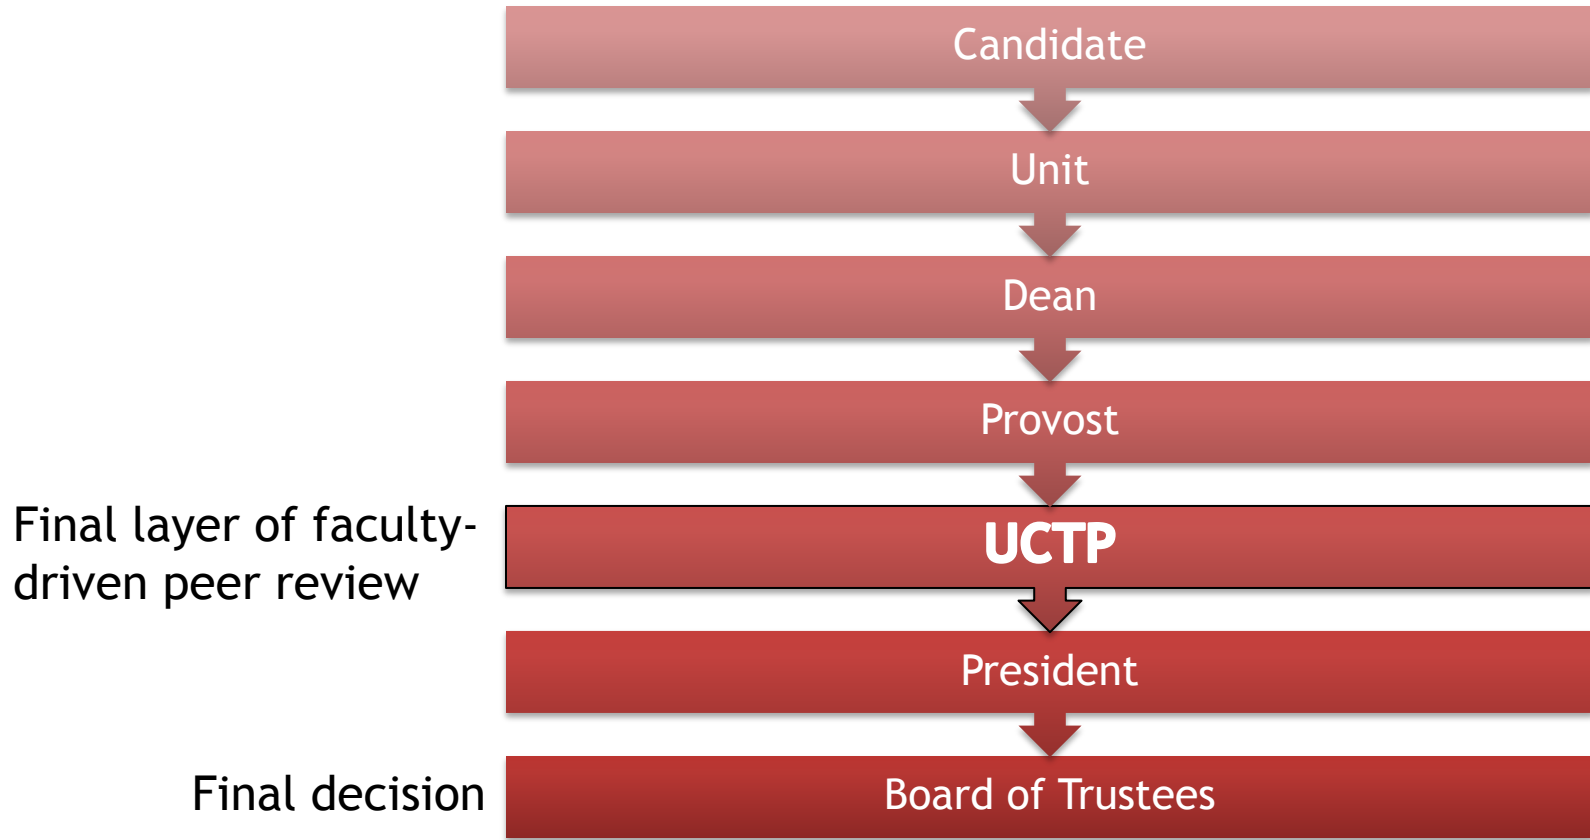 Candidate
Unit
Dean
Provost
Final layer of faculty-
driven peer review
UCTP
President
Final decision
Board of Trustees